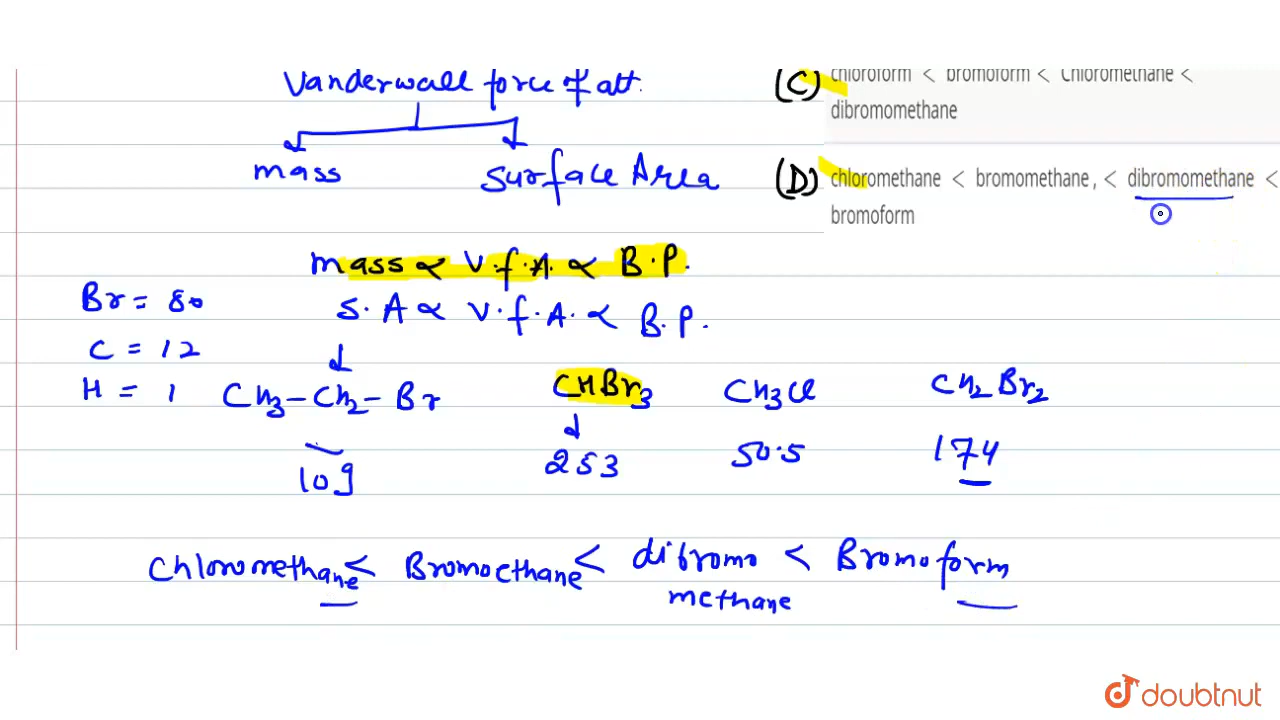 Vanderwall force of att.
mass
surface Area
(C) chloroform < bromoform < Chloromethane <
dibromomethane
(D) chloromethane < bromomethane, < dibromomethane <
bromoform
mass ∝ V.f.A. ∝ B.P.
S.A ∝ V.f.A. ∝ B.P.
Br = 80
C = 12
H = 1
CH3-CH2-Br
CHBr3
CH3Cl
CH2Br2
109
253
50.5
174
Chloromethane < Bromoethane < dibromo < Bromoform
methane
doubtnut